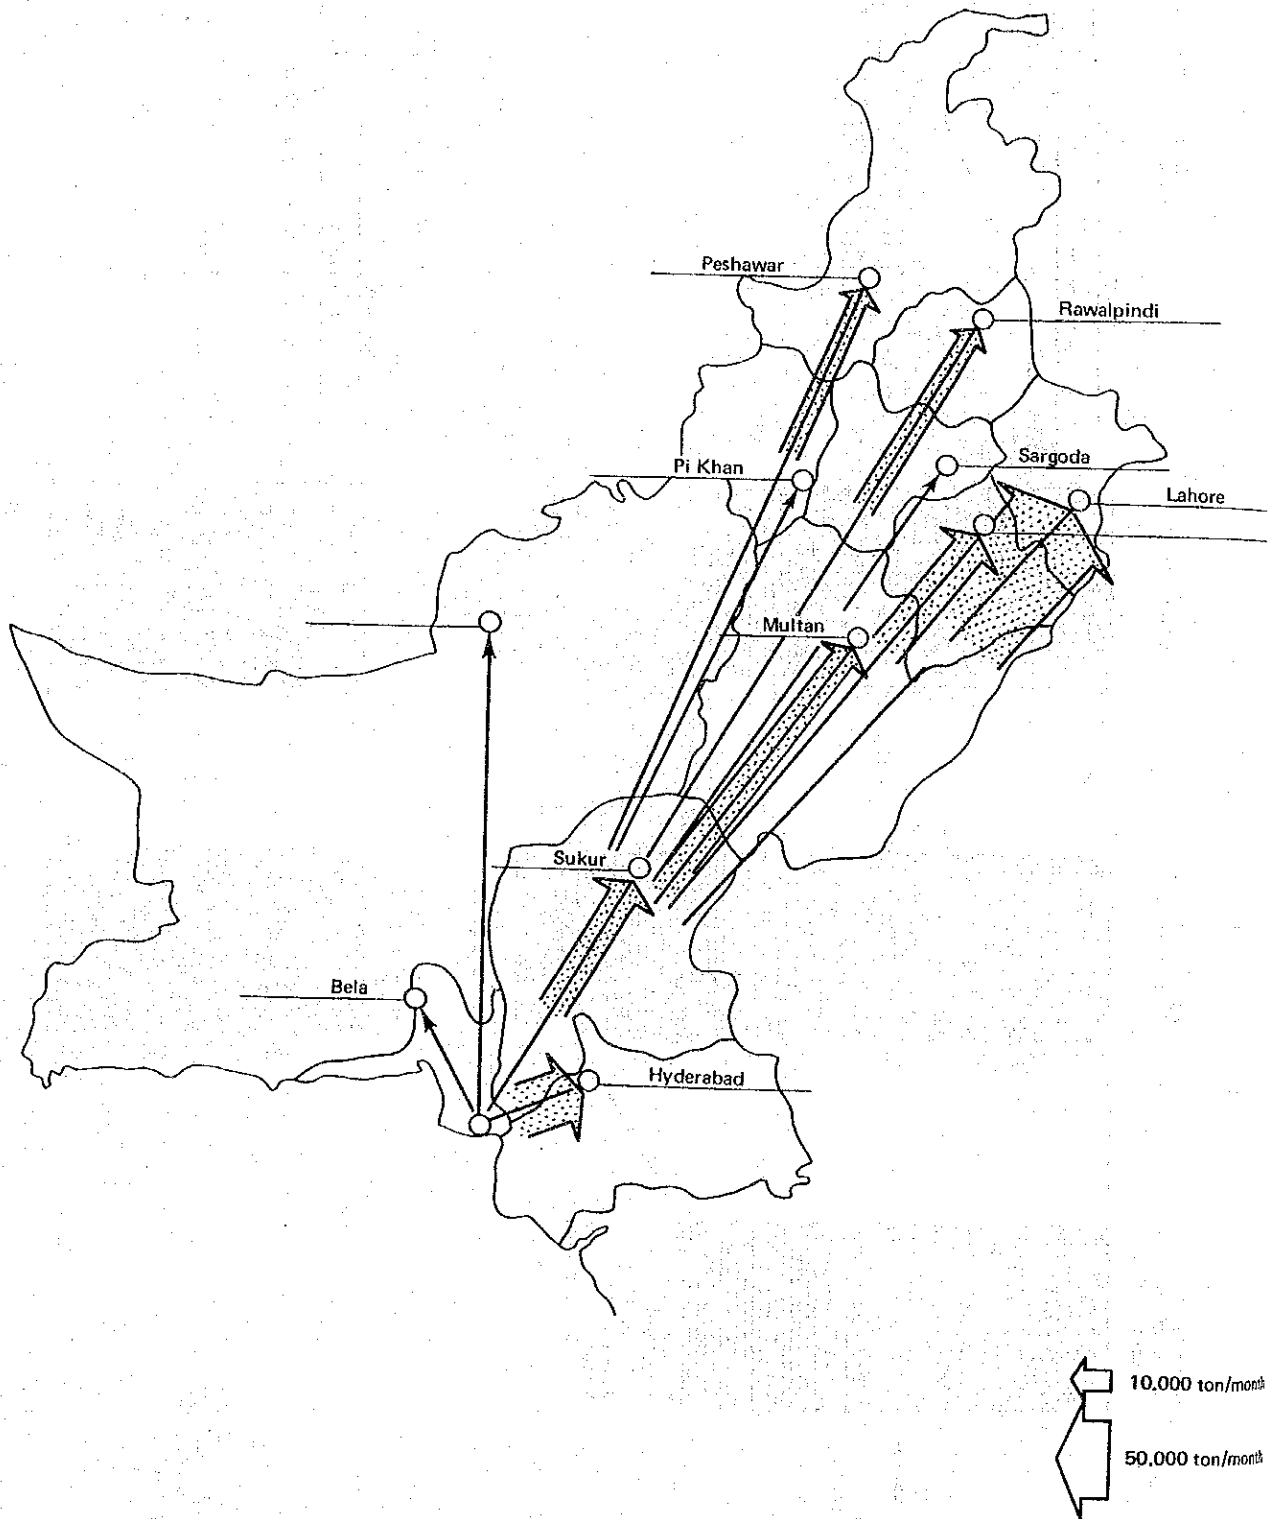 Peshawar
Rawalpindi
Pi Khan
Sargoda
Lahore
Multan
Sukur
Bela
Hyderabad
10.000 ton/month
50.000 ton/month